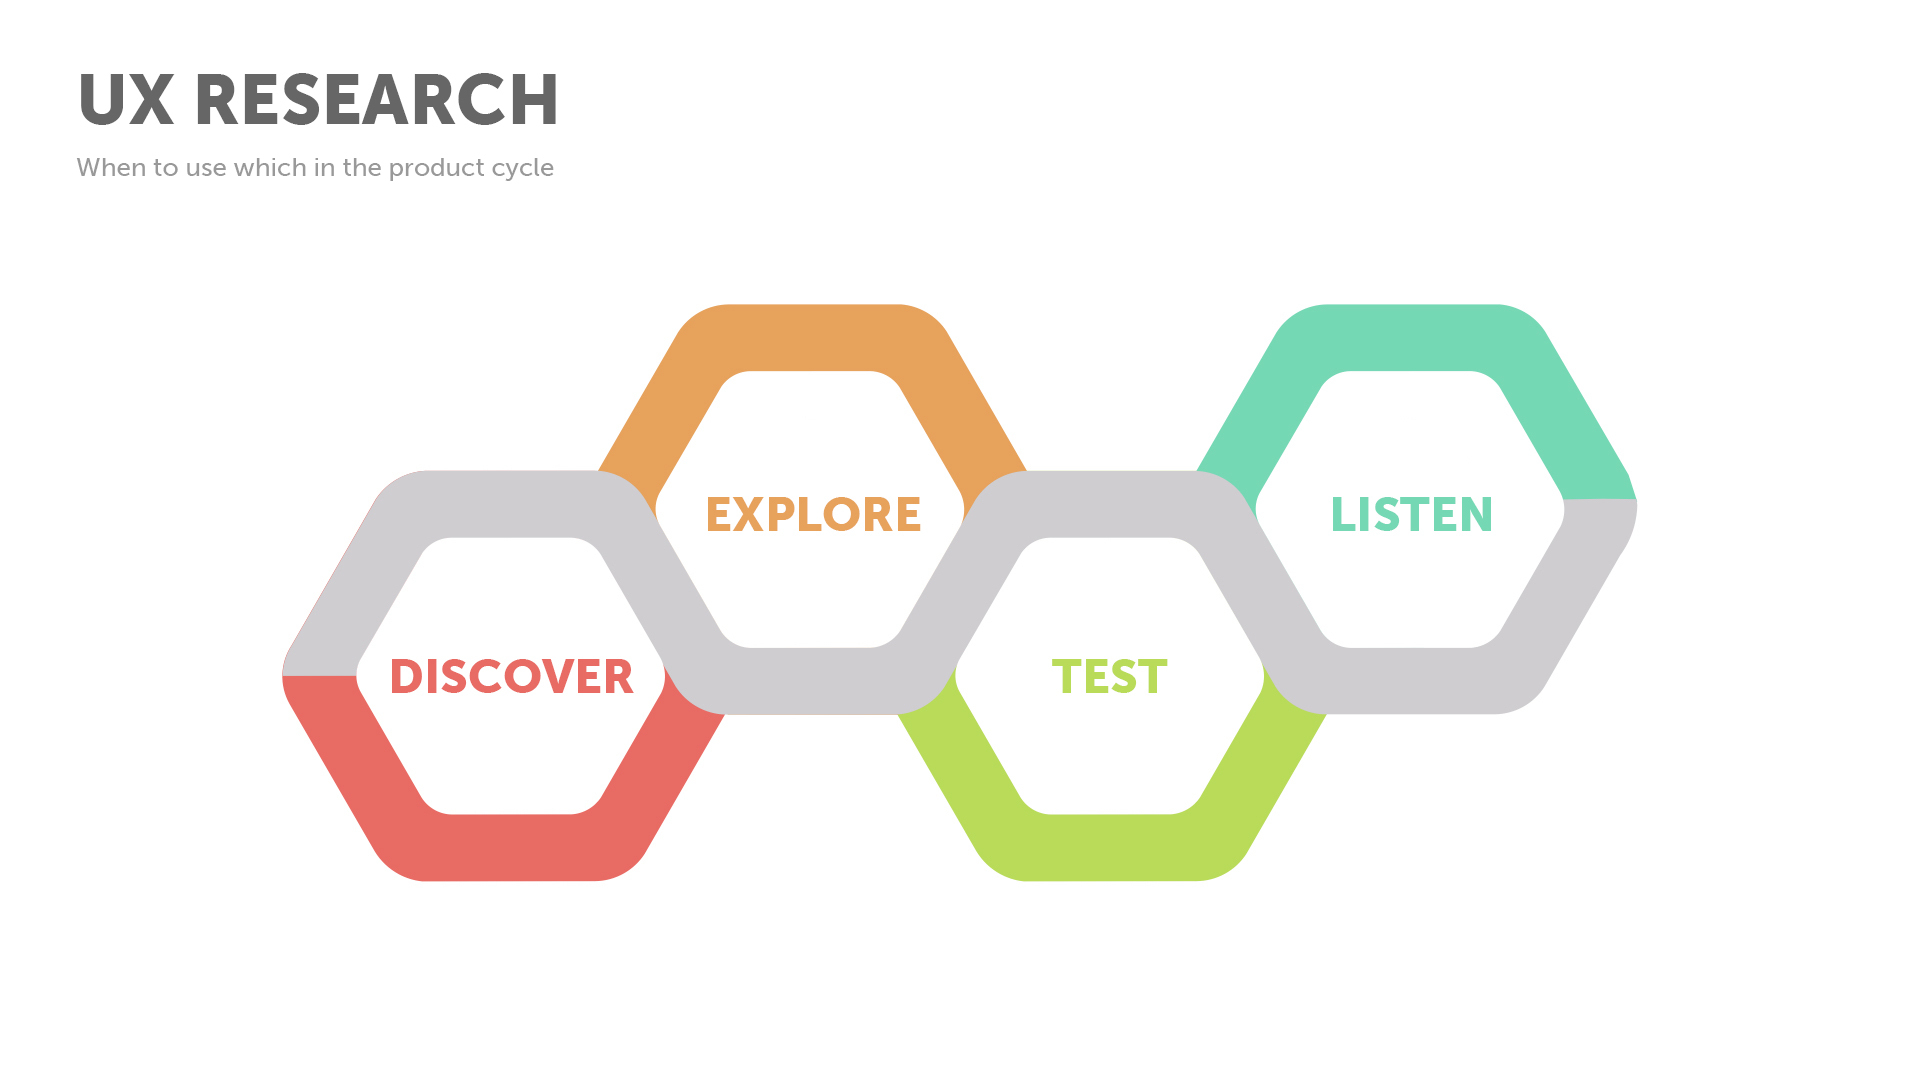 UX RESEARCH
When to use which in the product cycle
EXPLORE
LISTEN
DISCOVER
TEST